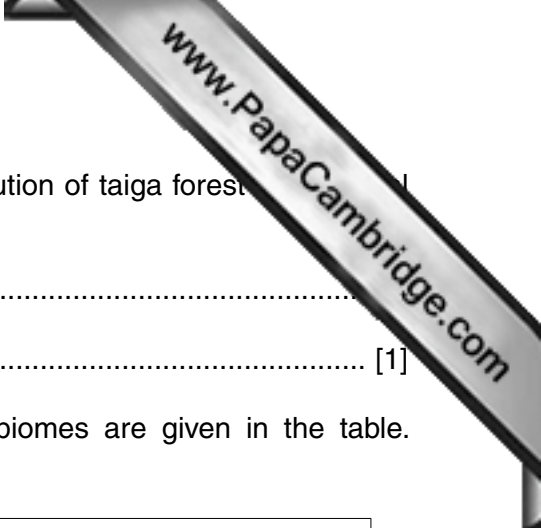 www.PapaCambridge.com
ution of taiga forest
.......................................................
....................................................... [1]
biomes are given in the table.